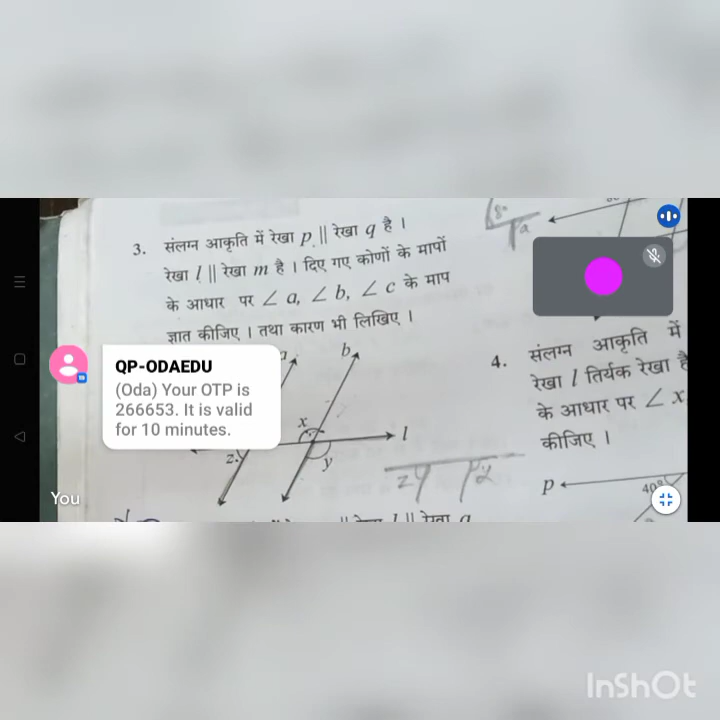 3. संलग्न आकृति में रेखा p || रेखा q है ।
रेखा l || रेखा m है । दिए गए कोणों के मापों
के आधार पर ∠ a, ∠ b, ∠ c के माप
ज्ञात कीजिए । तथा कारण भी लिखिए ।
QP-ODAEDU
(Oda) Your OTP is
266653. It is valid
for 10 minutes.
a
b
x
l
z
y
You
4. संलग्न आकृति में
रेखा l तिर्यक रेखा है
के आधार पर ∠ x
कीजिए ।
p
40°
InShOt